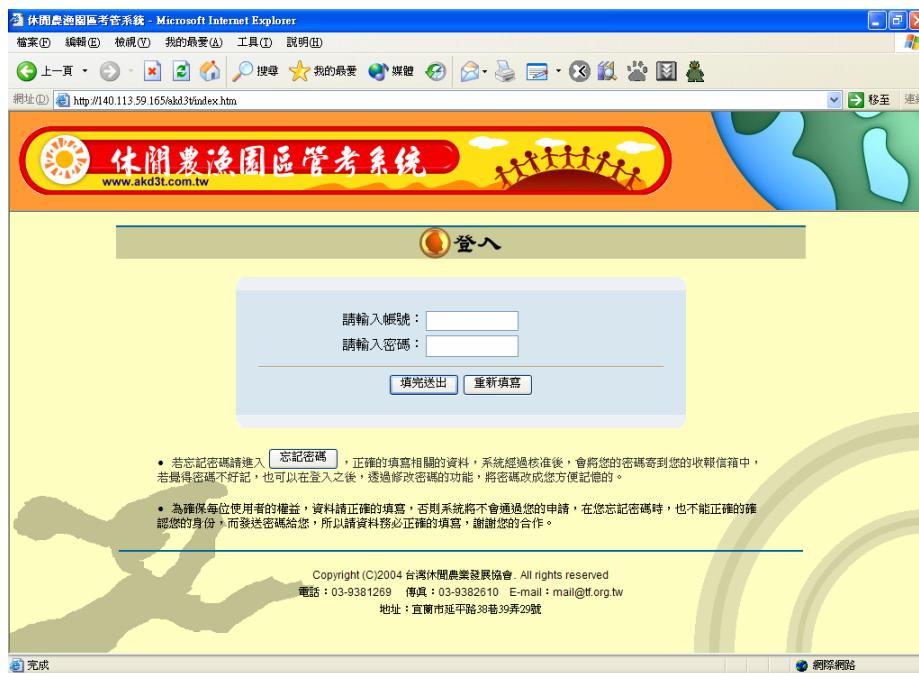 休閒農漁園區考管系統 - Microsoft Internet Explorer
檔案(F) 編輯(E) 檢視(V) 我的最愛(A) 工具(T) 說明(H)
上一頁 搜尋 我的最愛 媒體
網址(D) http://140.113.59.165/akd3t/index.htm 移至 連結
休閒農漁園區管考系統
www.akd3t.com.tw
登入
請輸入帳號：
請輸入密碼：
填完送出 重新填寫
• 若忘記密碼請進入 忘記密碼 ，正確的填寫相關的資料，系統經過核准後，會將您的密碼寄到您的收報信箱中，
若覺得密碼不好記，也可以在登入之後，透過修改密碼的功能，將密碼改成您方便記憶的。
• 為確保每位使用者的權益，資料請正確的填寫，否則系統將不會通過您的申請，在您忘記密碼時，也不能正確的確
認您的身份，而發送密碼給您，所以請資料務必正確的填寫，謝謝您的合作。
Copyright (C)2004 台灣休閒農業發展協會. All rights reserved
電話：03-9381269 傳真：03-9382610 E-mail：mail@tf.org.tw
地址：宜蘭市延平路38巷39弄29號
完成 網際網路